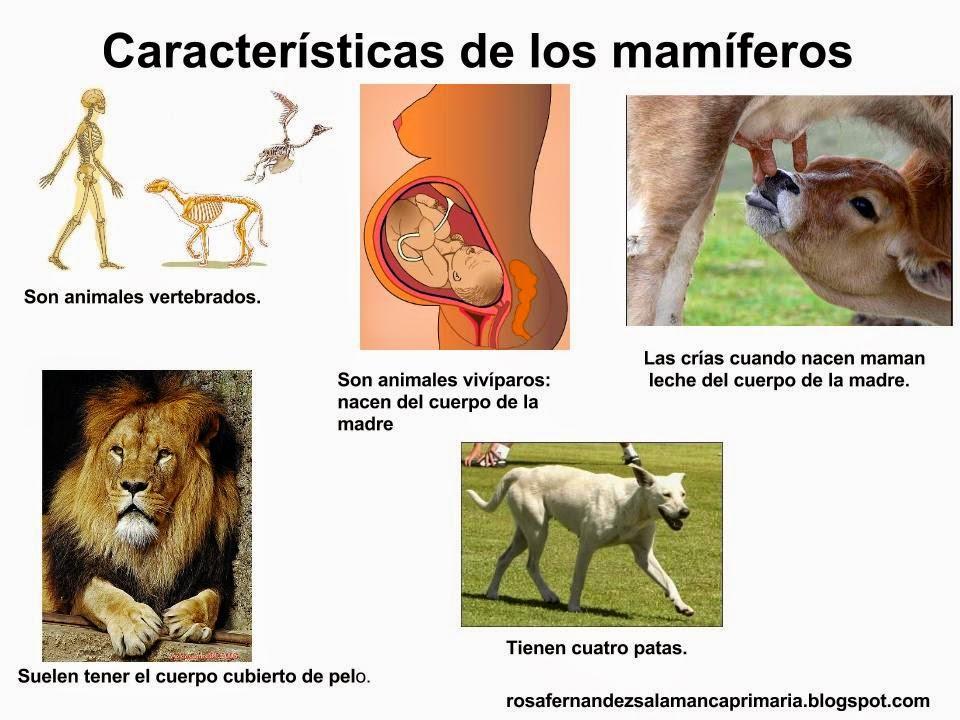 Características de los mamíferos
Son animales vertebrados.
Son animales vivíparos:
nacen del cuerpo de la
madre
Las crías cuando nacen maman
leche del cuerpo de la madre.
Suelen tener el cuerpo cubierto de pelo.
Tienen cuatro patas.
rosafernandezsalamancaprimaria.blogspot.com